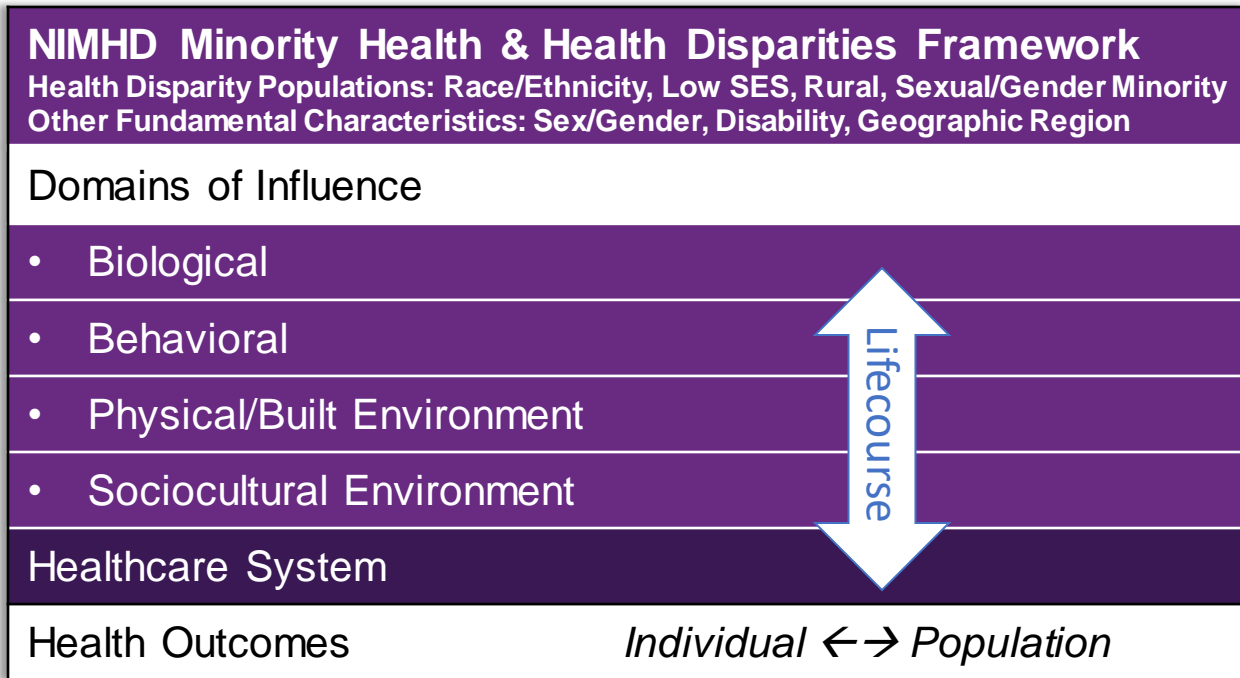 NIMHD Minority Health & Health Disparities Framework
Health Disparity Populations: Race/Ethnicity, Low SES, Rural, Sexual/Gender Minority
Other Fundamental Characteristics: Sex/Gender, Disability, Geographic Region
Domains of Influence
• Biological
• Behavioral
• Physical/Built Environment
• Sociocultural Environment
Lifecourse
Healthcare System
Health Outcomes Individual ←→ Population